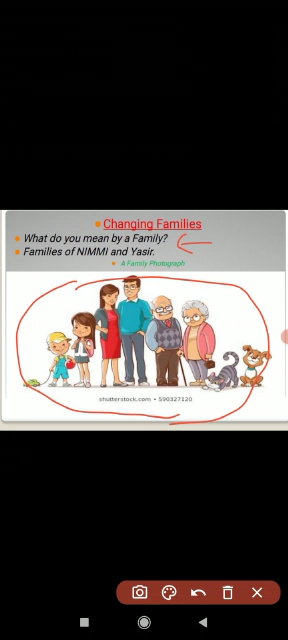 Changing Families
What do you mean by a Family?
Families of NIMMI and Yasir.
A Family Photograph
shutterstock.com • 590327120